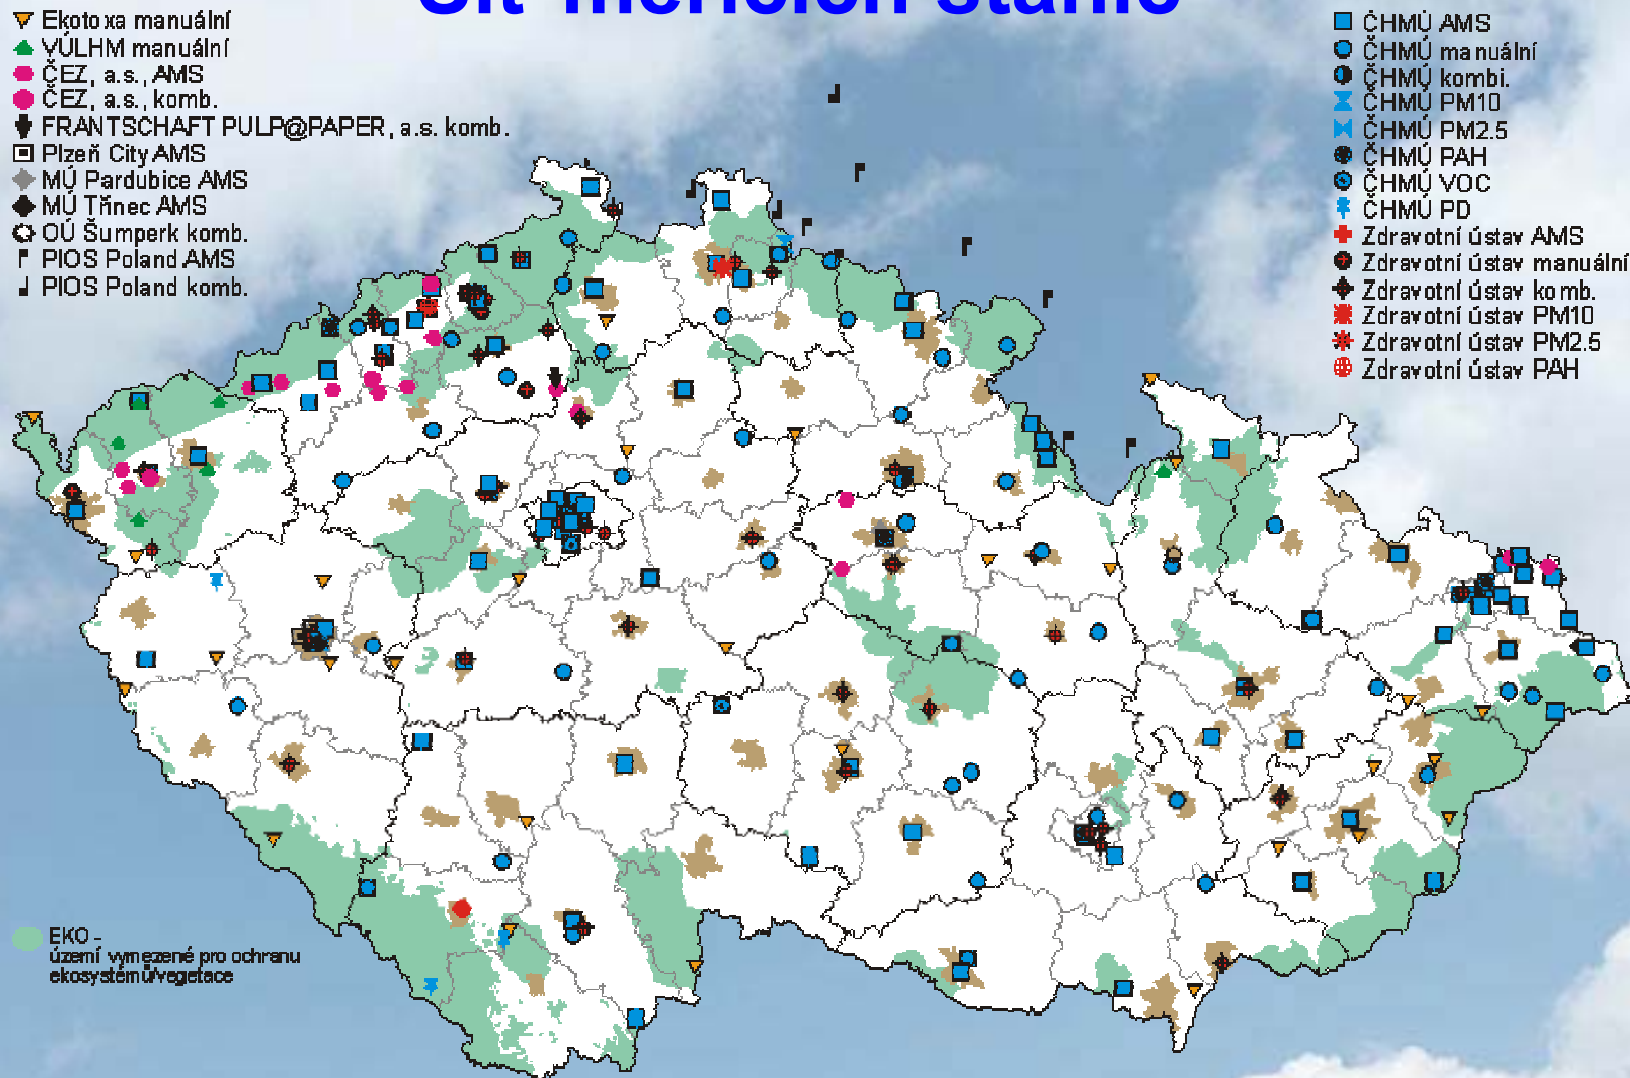 Síť měřicích stanic
Ekotoxa manuální
VÚLHM manuální
ČEZ, a.s., AMS
ČEZ, a.s., komb.
FRANTSCHAFT PULP@PAPER, a.s. komb.
Plzeň City AMS
MÚ Pardubice AMS
MÚ Třinec AMS
OÚ Šumperk komb.
PIOS Poland AMS
PIOS Poland komb.
ČHMÚ AMS
ČHMÚ manuální
ČHMÚ kombi.
ČHMÚ PM10
ČHMÚ PM2.5
ČHMÚ PAH
ČHMÚ VOC
ČHMÚ PD
Zdravotní ústav AMS
Zdravotní ústav manuální
Zdravotní ústav komb.
Zdravotní ústav PM10
Zdravotní ústav PM2.5
Zdravotní ústav PAH
EKO -
území vymezené pro ochranu
ekosystémů/vegetace